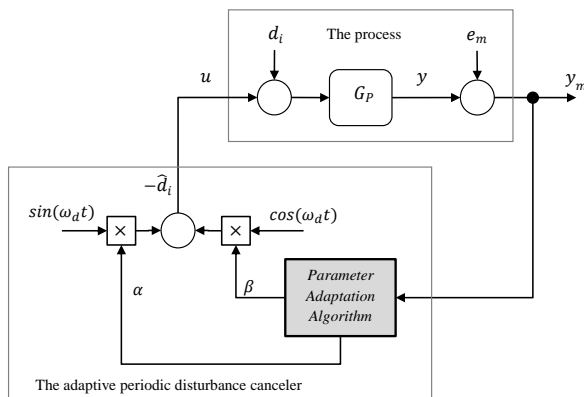 The process
d_i
e_m
u
G_P
y
y_m
-d̂_i
sin(ω_d t)
×
×
cos(ω_d t)
α
β
Parameter
Adaptation
Algorithm
The adaptive periodic disturbance canceler